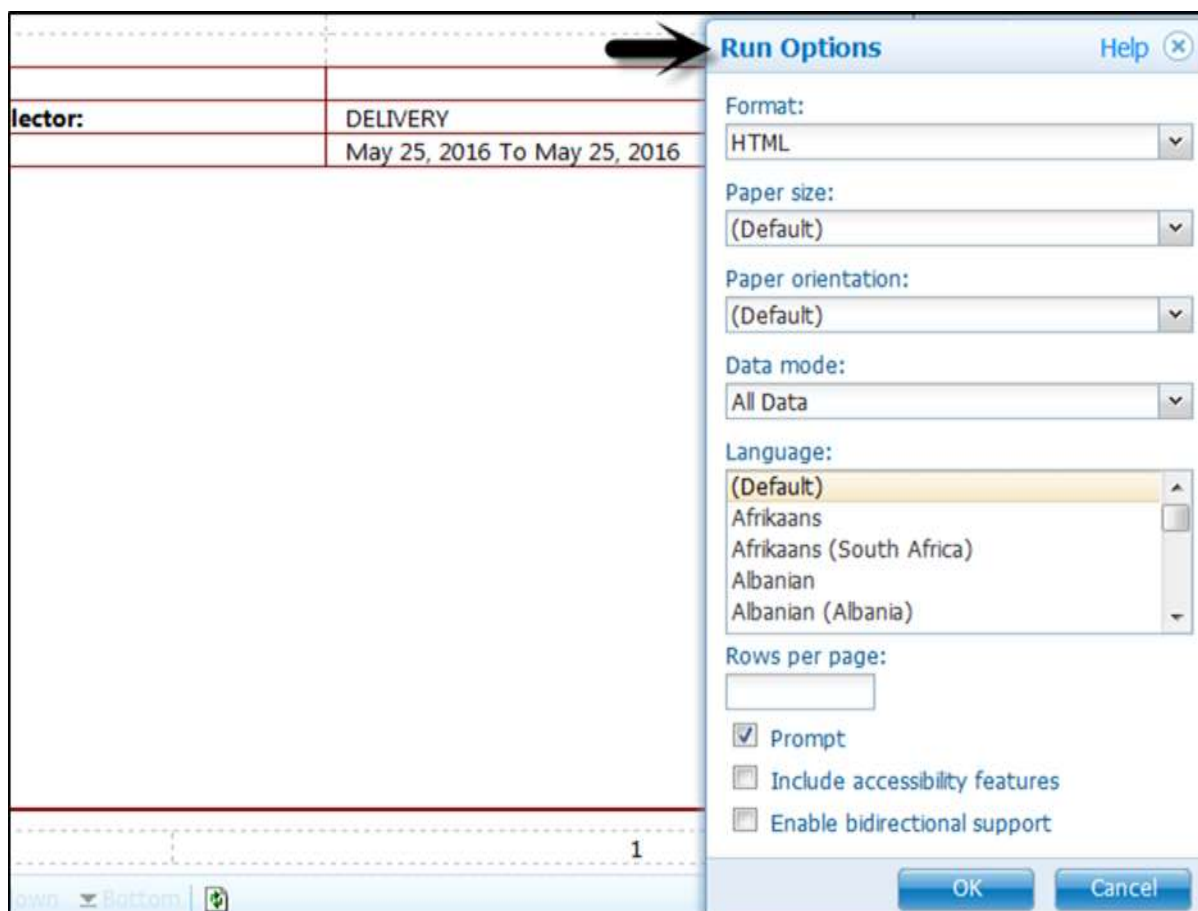 Run Options Help
lector: DELIVERY
May 25, 2016 To May 25, 2016
Format:
HTML
Paper size:
(Default)
Paper orientation:
(Default)
Data mode:
All Data
Language:
(Default)
Afrikaans
Afrikaans (South Africa)
Albanian
Albanian (Albania)
Rows per page:
Prompt
Include accessibility features
Enable bidirectional support
1
own Bottom
OK Cancel